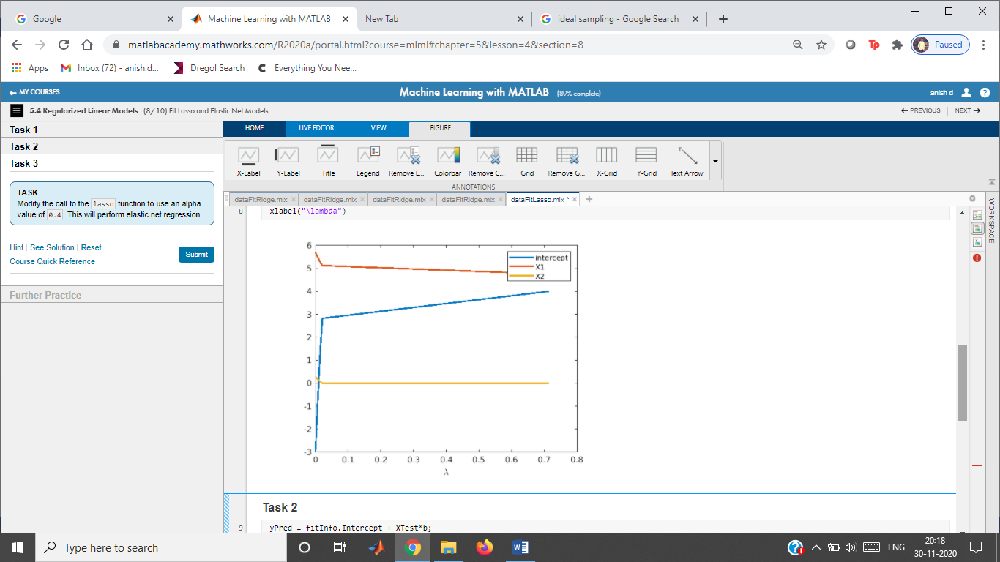 Google
Machine Learning with MATLAB
New Tab
ideal sampling - Google Search
matlabacademy.mathworks.com/R2020a/portal.html?course=mlml#chapter=5&lesson=4&section=8
Paused
Apps
Inbox (72) - anish.d...
Dregol Search
Everything You Nee...
MY COURSES
Machine Learning with MATLAB (89% complete)
anish d
5.4 Regularized Linear Models: (8/10) Fit Lasso and Elastic Net Models
PREVIOUS
NEXT
Task 1
Task 2
Task 3
TASK
Modify the call to the lasso function to use an alpha
value of 0.4. This will perform elastic net regression.
Hint | See Solution | Reset
Course Quick Reference
Submit
Further Practice
HOME
LIVE EDITOR
VIEW
FIGURE
X-Label
Y-Label
Title
Legend
Remove L...
Colorbar
Remove C...
Grid
Remove G...
X-Grid
Y-Grid
Text Arrow
ANNOTATIONS
dataFitRidge.mlx
dataFitRidge.mlx
dataFitRidge.mlx
dataFitRidge.mlx
dataFitLasso.mlx *
WORKSPACE
8 xlabel("\lambda")
6
5
4
3
2
1
0
-1
-2
-3
intercept
X1
X2
0 0.1 0.2 0.3 0.4 0.5 0.6 0.7 0.8
λ
Task 2
9 yPred = fitInfo.Intercept + XTest*b;
Type here to search
ENG
20:18
30-11-2020